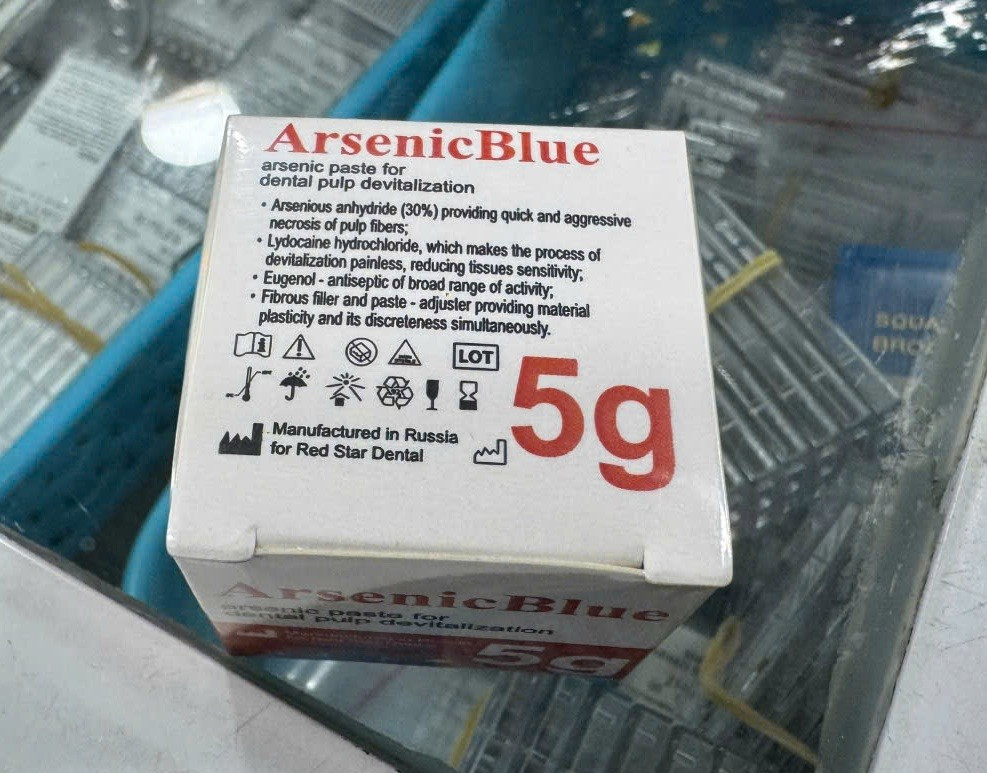 ArsenicBlue
arsenic paste for
dental pulp devitalization
• Arsenious anhydride (30%) providing quick and aggressive
necrosis of pulp fibers;
• Lydocaine hydrochloride, which makes the process of
devitalization painless, reducing tissues sensitivity;
• Eugenol - antiseptic of broad range of activity;
• Fibrous filler and paste - adjuster providing material
plasticity and its discreteness simultaneously.
LOT
5g
Manufactured in Russia
for Red Star Dental
ArsenicBlue
arsenic paste for
dental pulp devitalization
5g